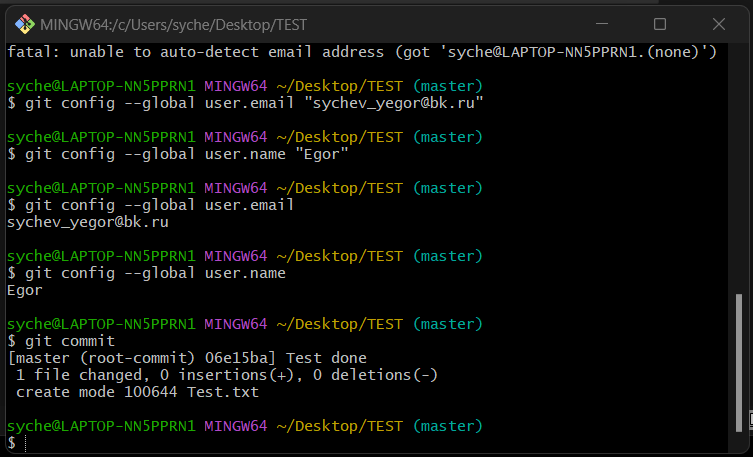 MINGW64:/c/Users/syche/Desktop/TEST
fatal: unable to auto-detect email address (got 'syche@LAPTOP-NN5PPRN1.(none)')
syche@LAPTOP-NN5PPRN1 MINGW64 ~/Desktop/TEST (master)
$ git config --global user.email "sychev_yegor@bk.ru"
syche@LAPTOP-NN5PPRN1 MINGW64 ~/Desktop/TEST (master)
$ git config --global user.name "Egor"
syche@LAPTOP-NN5PPRN1 MINGW64 ~/Desktop/TEST (master)
$ git config --global user.email
sychev_yegor@bk.ru
syche@LAPTOP-NN5PPRN1 MINGW64 ~/Desktop/TEST (master)
$ git config --global user.name
Egor
syche@LAPTOP-NN5PPRN1 MINGW64 ~/Desktop/TEST (master)
$ git commit
[master (root-commit) 06e15ba] Test done
 1 file changed, 0 insertions(+), 0 deletions(-)
 create mode 100644 Test.txt
syche@LAPTOP-NN5PPRN1 MINGW64 ~/Desktop/TEST (master)
$